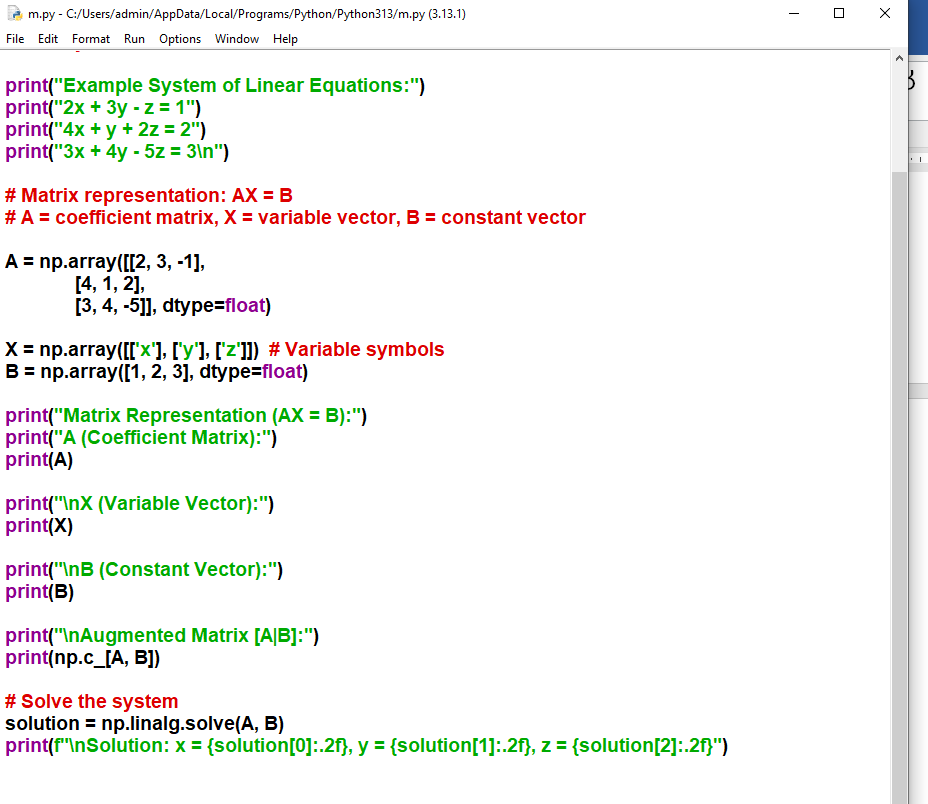 m.py - C:/Users/admin/AppData/Local/Programs/Python/Python313/m.py (3.13.1)
File Edit Format Run Options Window Help
print("Example System of Linear Equations:")
print("2x + 3y - z = 1")
print("4x + y + 2z = 2")
print("3x + 4y - 5z = 3\n")
# Matrix representation: AX = B
# A = coefficient matrix, X = variable vector, B = constant vector
A = np.array([[2, 3, -1],
[4, 1, 2],
[3, 4, -5]], dtype=float)
X = np.array([['x'], ['y'], ['z']]) # Variable symbols
B = np.array([1, 2, 3], dtype=float)
print("Matrix Representation (AX = B):")
print("A (Coefficient Matrix):")
print(A)
print("\nX (Variable Vector):")
print(X)
print("\nB (Constant Vector):")
print(B)
print("\nAugmented Matrix [A|B]:")
print(np.c_[A, B])
# Solve the system
solution = np.linalg.solve(A, B)
print(f"\nSolution: x = {solution[0]:.2f}, y = {solution[1]:.2f}, z = {solution[2]:.2f}")